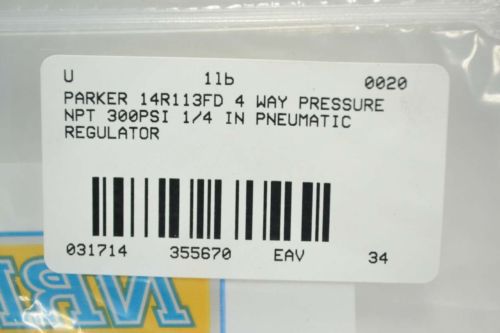 U 1lb 0020
PARKER 14R113FD 4 WAY PRESSURE
NPT 300PSI 1/4 IN PNEUMATIC
REGULATOR
031714 355670 EAV 34